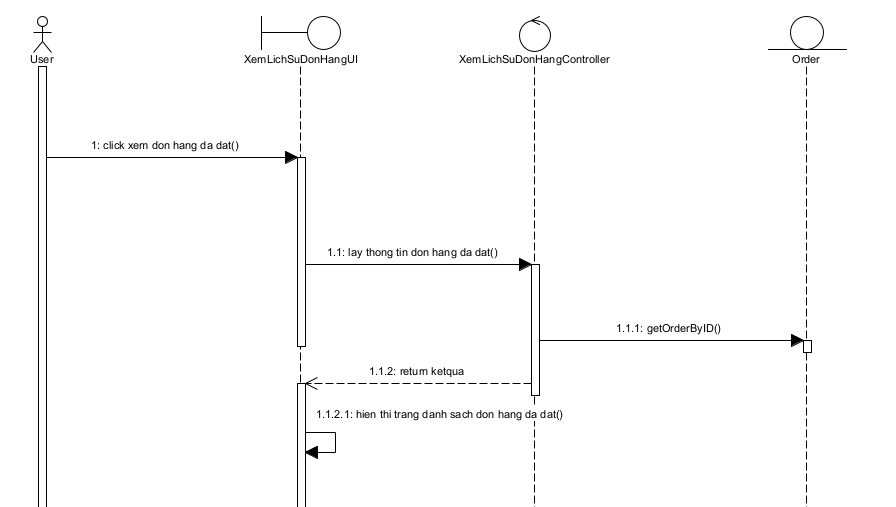 User
XemLichSuDonHangUI
XemLichSuDonHangController
Order
1: click xem don hang da dat()
1.1: lay thong tin don hang da dat()
1.1.1: getOrderByID()
1.1.2: return ketqua
1.1.2.1: hien thi trang danh sach don hang da dat()